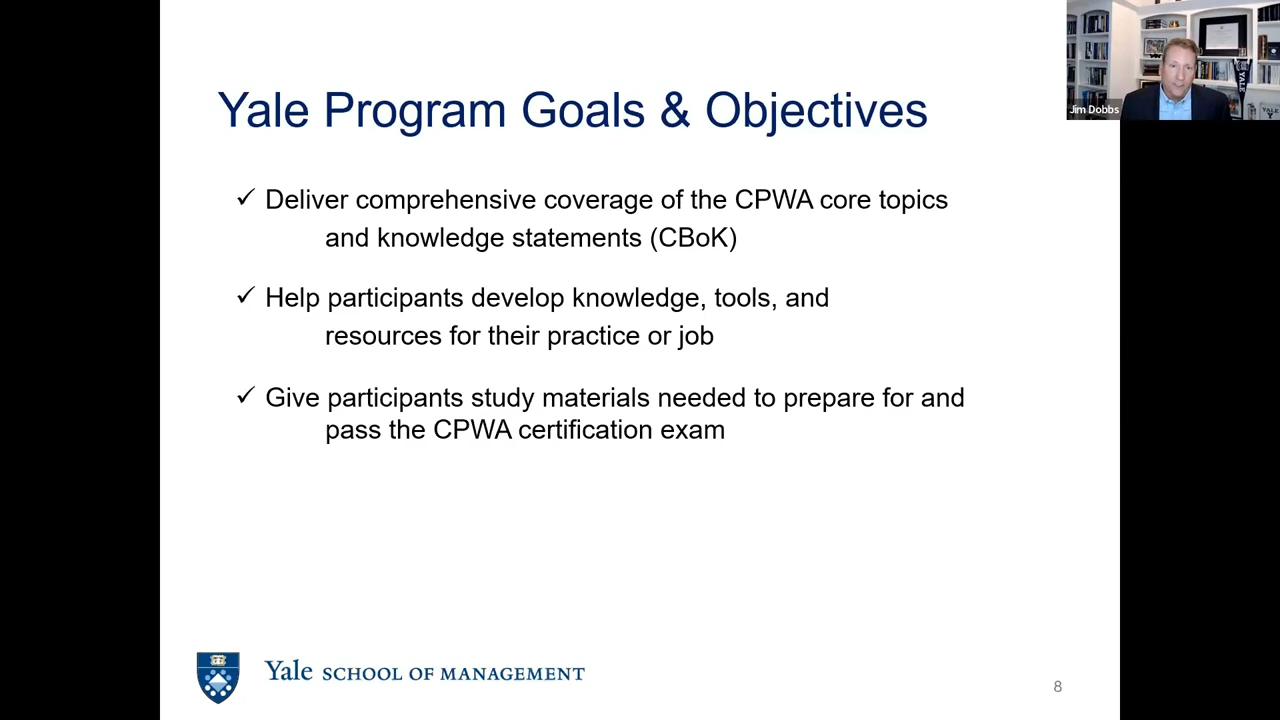 Yale Program Goals & Objectives
Jim Dobbs
YALE
YALE
✓ Deliver comprehensive coverage of the CPWA core topics
and knowledge statements (CBoK)
✓ Help participants develop knowledge, tools, and
resources for their practice or job
✓ Give participants study materials needed to prepare for and
pass the CPWA certification exam
Yale SCHOOL OF MANAGEMENT
8